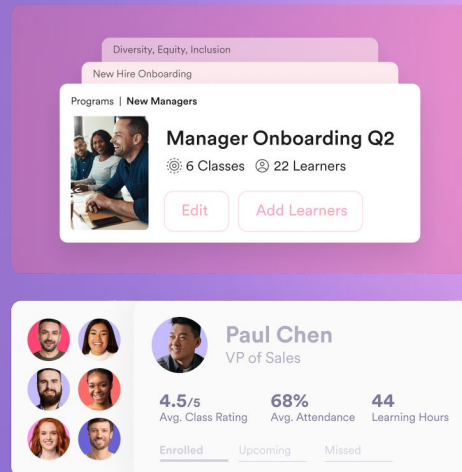 Diversity, Equity, Inclusion
New Hire Onboarding
Programs | New Managers
Manager Onboarding Q2
6 Classes 22 Learners
Edit Add Learners
Paul Chen
VP of Sales
4.5/5 68% 44
Avg. Class Rating Avg. Attendance Learning Hours
Enrolled Upcoming Missed